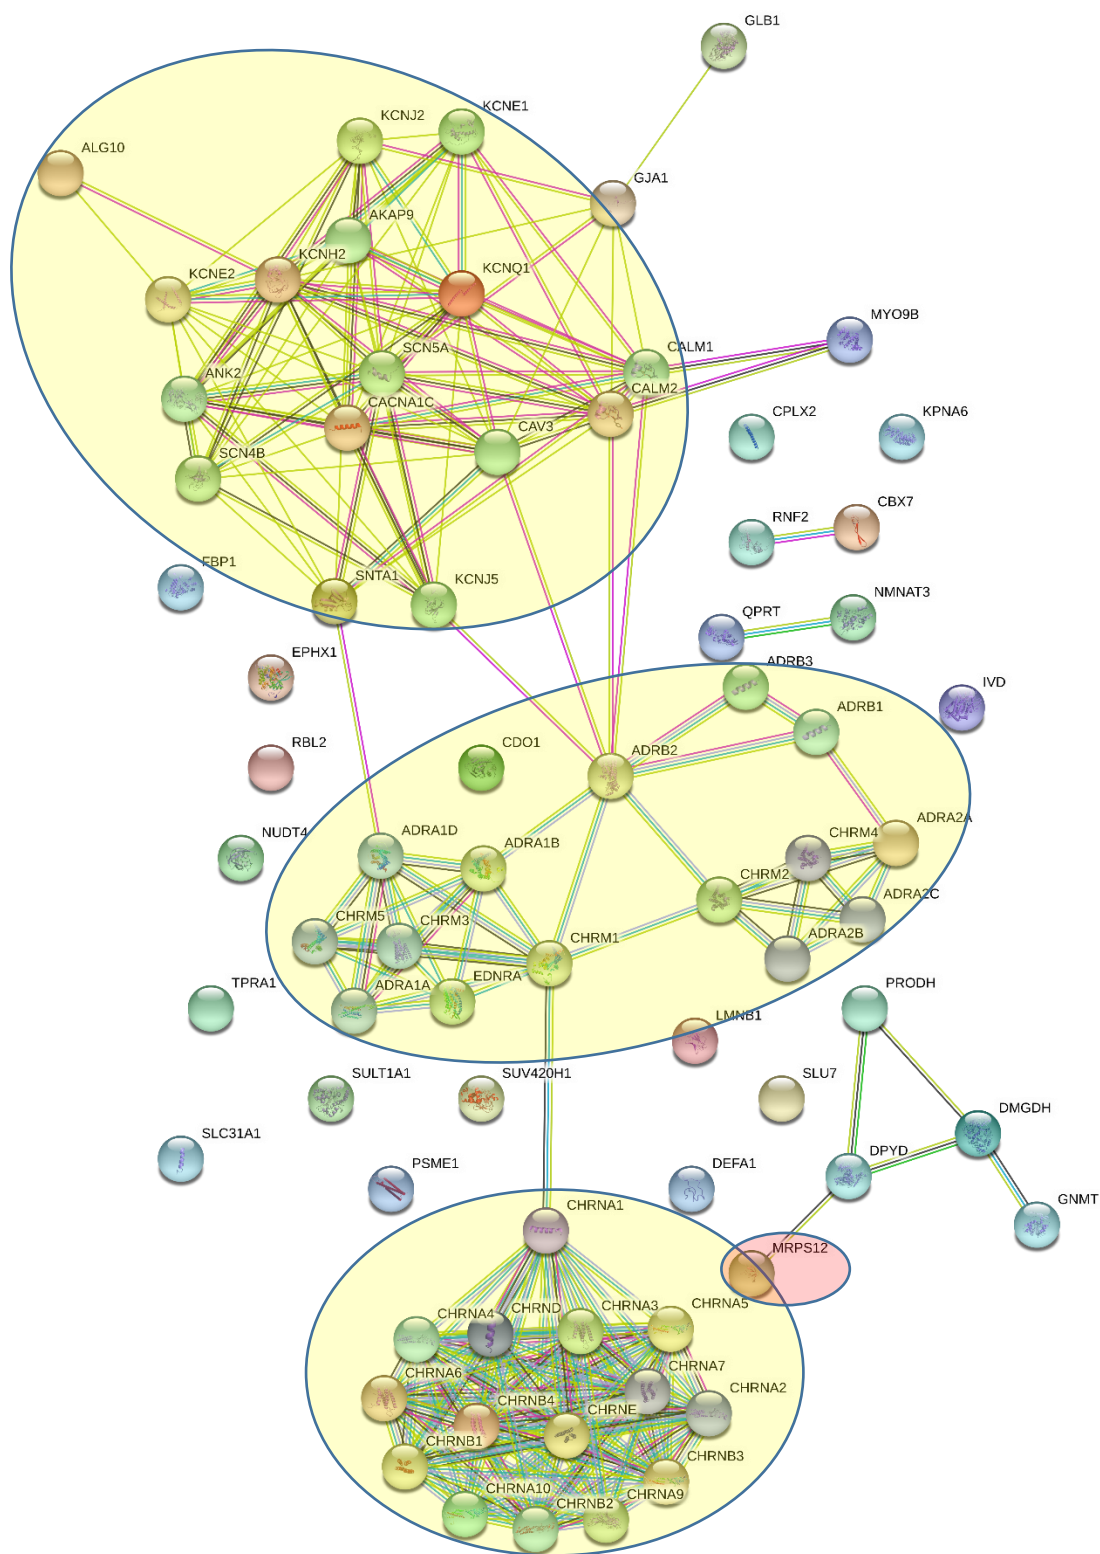 GLB1
KCNJ2
KCNE1
ALG10
GJA1
AKAP9
KCNH2
KCNQ1
KCNE2
MYO9B
SCN5A
CALM1
ANK2
CALM2
CACNA1C
CPLX2
KPNA6
CAV3
SCN4B
CBX7
RNF2
FBP1
SNTA1
KCNJ5
NMNAT3
QPRT
EPHX1
ADRB3
IVD
ADRB1
RBL2
CDO1
ADRB2
NUDT4
ADRA1D
ADRA1B
CHRM4
ADRA2A
CHRM2
ADRA2C
CHRM5
CHRM3
ADRA2B
CHRM1
TPRA1
ADRA1A
EDNRA
PRODH
LMNB1
SULT1A1
SUV420H1
SLU7
DMGDH
SLC31A1
DPYD
PSME1
DEFA1
GNMT
CHRNA1
MRPS12
CHRNA4
CHRND
CHRNA3
CHRNA5
CHRNA6
CHRNA7
CHRNA2
CHRNB4
CHRNE
CHRNB1
CHRNB3
CHRNA10
CHRNB2
CHRNA9